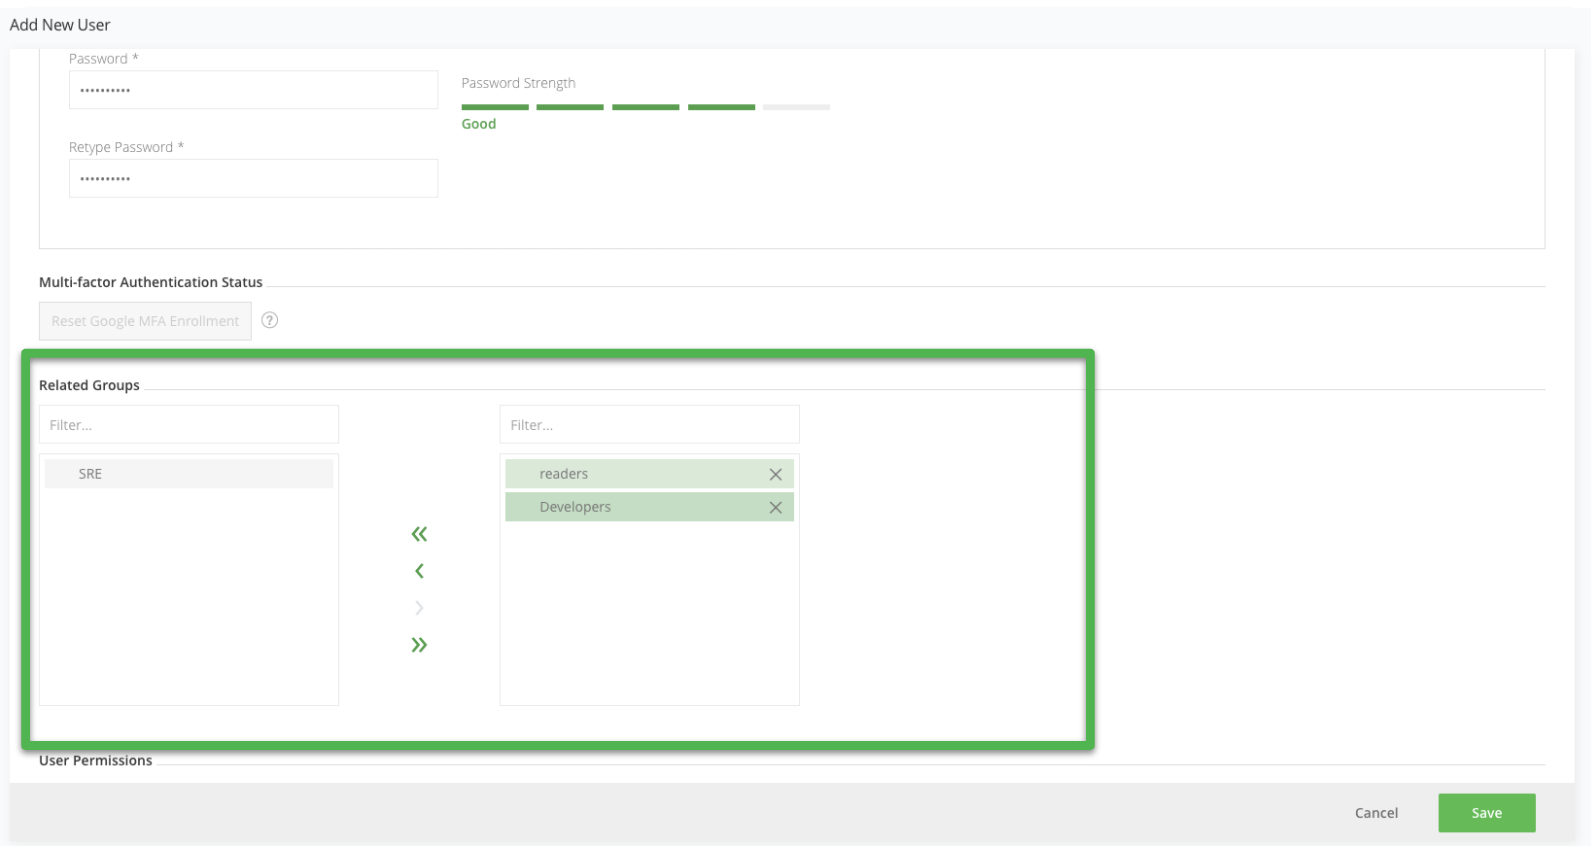 Add New User
Password *
••••••••••
Password Strength
Good
Retype Password *
••••••••••
Multi-factor Authentication Status
Reset Google MFA Enrollment ?
Related Groups
Filter... Filter...
SRE readers
Developers
User Permissions
Cancel Save